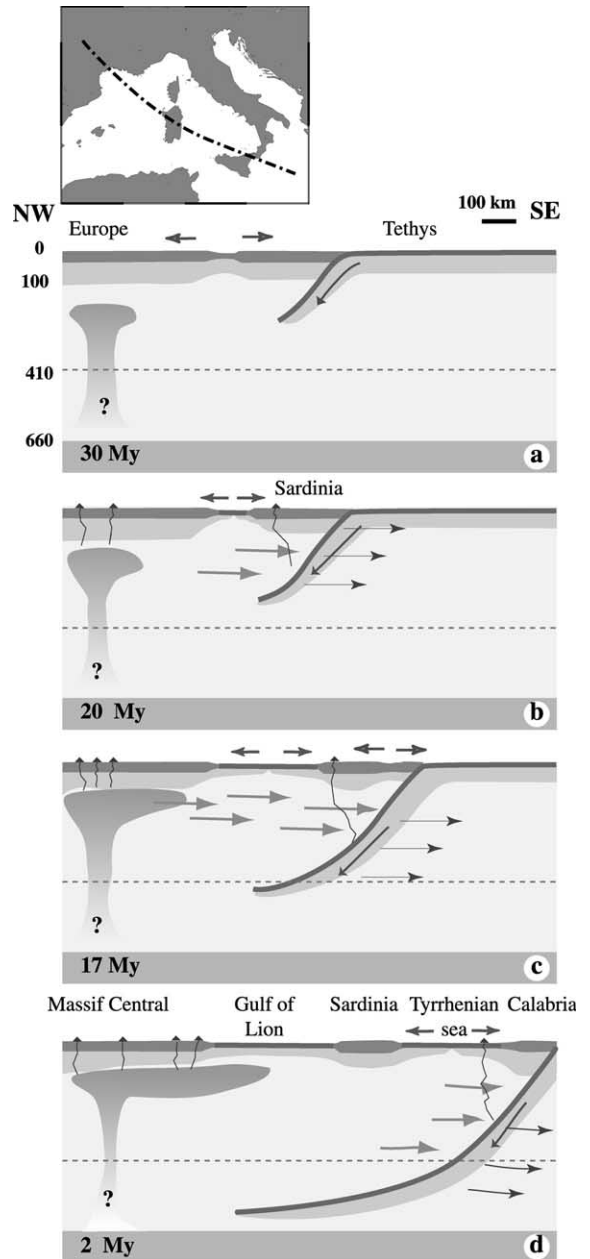 100 km
NW SE
Europe Tethys
0
100
410
?
660
30 My a
Sardinia
?
20 My b
?
17 My c
Massif Central Gulf of Lion Sardinia Tyrrhenian sea Calabria
?
2 My d